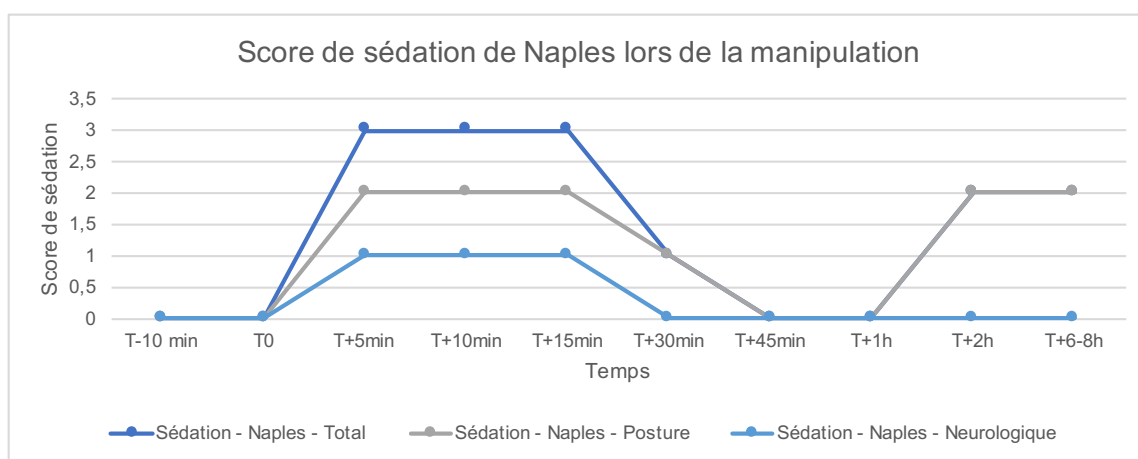 Score de sédation de Naples lors de la manipulation
Score de sédation
3,5
3
2,5
2
1,5
1
0,5
0
T-10 min T0 T+5min T+10min T+15min T+30min T+45min T+1h T+2h T+6-8h
Temps
Sédation - Naples - Total Sédation - Naples - Posture Sédation - Naples - Neurologique